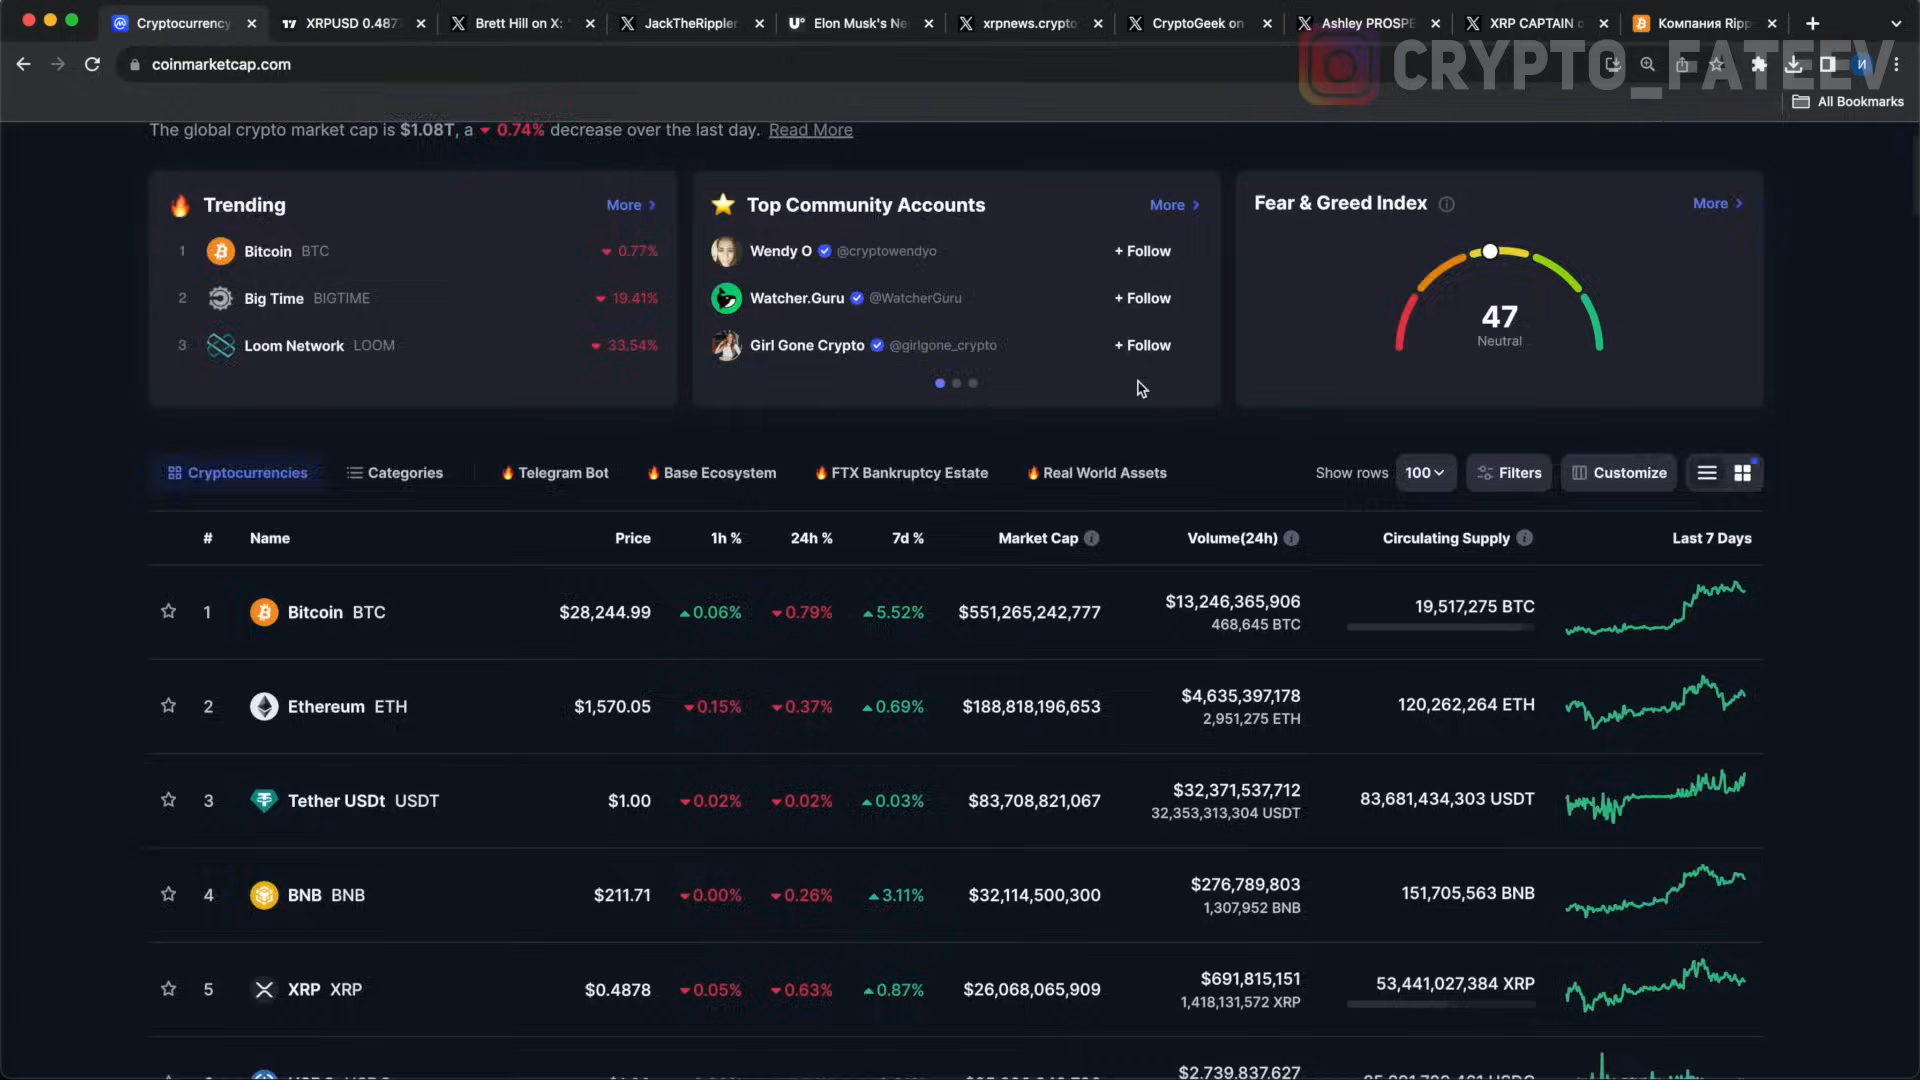 Cryptocurrency
XRPUSD 0.487
Brett Hill on X:
JackTheRippler
Elon Musk's Ne
xrpnews.crypto
CryptoGeek on
Ashley PROSPE
XRP CAPTAIN o
Компания Ripp
coinmarketcap.com
CRYPTO_FATEEV
All Bookmarks
The global crypto market cap is $1.08T, a 0.74% decrease over the last day. Read More
Trending More
1 Bitcoin BTC 0.77%
2 Big Time BIGTIME 19.41%
3 Loom Network LOOM 33.54%
Top Community Accounts More
Wendy O @cryptowendyo + Follow
Watcher.Guru @WatcherGuru + Follow
Girl Gone Crypto @girlgone_crypto + Follow
Fear & Greed Index More
47
Neutral
Cryptocurrencies Categories Telegram Bot Base Ecosystem FTX Bankruptcy Estate Real World Assets Show rows 100 Filters Customize
# Name Price 1h % 24h % 7d % Market Cap Volume(24h) Circulating Supply Last 7 Days
1 Bitcoin BTC $28,244.99 0.06% 0.79% 5.52% $551,265,242,777 $13,246,365,906 19,517,275 BTC
468,645 BTC
2 Ethereum ETH $1,570.05 0.15% 0.37% 0.69% $188,818,196,653 $4,635,397,178 120,262,264 ETH
2,951,275 ETH
3 Tether USDt USDT $1.00 0.02% 0.02% 0.03% $83,708,821,067 $32,371,537,712 83,681,434,303 USDT
32,353,313,304 USDT
4 BNB BNB $211.71 0.00% 0.26% 3.11% $32,114,500,300 $276,789,803 151,705,563 BNB
1,307,952 BNB
5 XRP XRP $0.4878 0.05% 0.63% 0.87% $26,068,065,909 $691,815,151 53,441,027,384 XRP
1,418,131,572 XRP
$2,739,837,627